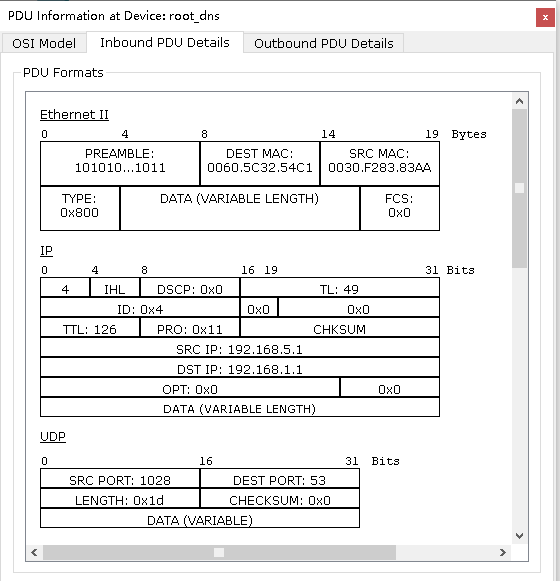 PDU Information at Device: root_dns
x
OSI Model Inbound PDU Details Outbound PDU Details
PDU Formats
Ethernet II
0 4 8 14 19 Bytes
PREAMBLE: DEST MAC: SRC MAC:
101010...1011 0060.5C32.54C1 0030.F283.83AA
TYPE: DATA (VARIABLE LENGTH) FCS:
0x800 0x0
IP
0 4 8 16 19 31 Bits
4 IHL DSCP: 0x0 TL: 49
ID: 0x4 0x0 0x0
TTL: 126 PRO: 0x11 CHKSUM
SRC IP: 192.168.5.1
DST IP: 192.168.1.1
OPT: 0x0 0x0
DATA (VARIABLE LENGTH)
UDP
0 16 31 Bits
SRC PORT: 1028 DEST PORT: 53
LENGTH: 0x1d CHECKSUM: 0x0
DATA (VARIABLE)